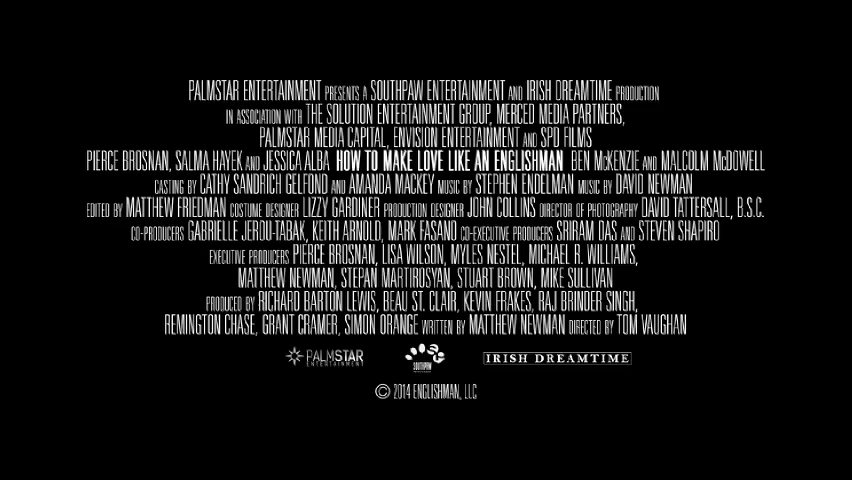 PALMSTAR ENTERTAINMENT PRESENTS A SOUTHPAW ENTERTAINMENT AND IRISH DREAMTIME PRODUCTION
IN ASSOCIATION WITH THE SOLUTION ENTERTAINMENT GROUP, MERCED MEDIA PARTNERS,
PALMSTAR MEDIA CAPITAL, ENVISION ENTERTAINMENT AND SPD FILMS
PIERCE BROSNAN, SALMA HAYEK AND JESSICA ALBA HOW TO MAKE LOVE LIKE AN ENGLISHMAN BEN McKENZIE AND MALCOLM McDOWELL
CASTING BY CATHY SANDRICH GELFOND AND AMANDA MACKEY MUSIC BY STEPHEN ENDELMAN MUSIC BY DAVID NEWMAN
EDITED BY MATTHEW FRIEDMAN COSTUME DESIGNER LIZZY GARDINER PRODUCTION DESIGNER JOHN COLLINS DIRECTOR OF PHOTOGRAPHY DAVID TATTERSALL, B.S.C.
CO-PRODUCERS GABRIELLE JEROU-TABAK, KEITH ARNOLD, MARK FASANO CO-EXECUTIVE PRODUCERS SRIRAM DAS AND STEVEN SHAPIRO
EXECUTIVE PRODUCERS PIERCE BROSNAN, LISA WILSON, MYLES NESTEL, MICHAEL R. WILLIAMS,
MATTHEW NEWMAN, STEPAN MARTIROSYAN, STUART BROWN, MIKE SULLIVAN
PRODUCED BY RICHARD BARTON LEWIS, BEAU ST. CLAIR, KEVIN FRAKES, RAJ BRINDER SINGH,
REMINGTON CHASE, GRANT CRAMER, SIMON ORANGE WRITTEN BY MATTHEW NEWMAN DIRECTED BY TOM VAUGHAN
PALMSTAR
ENTERTAINMENT
SOUTHPAW
IRISH DREAMTIME
© 2014 ENGLISHMAN, LLC